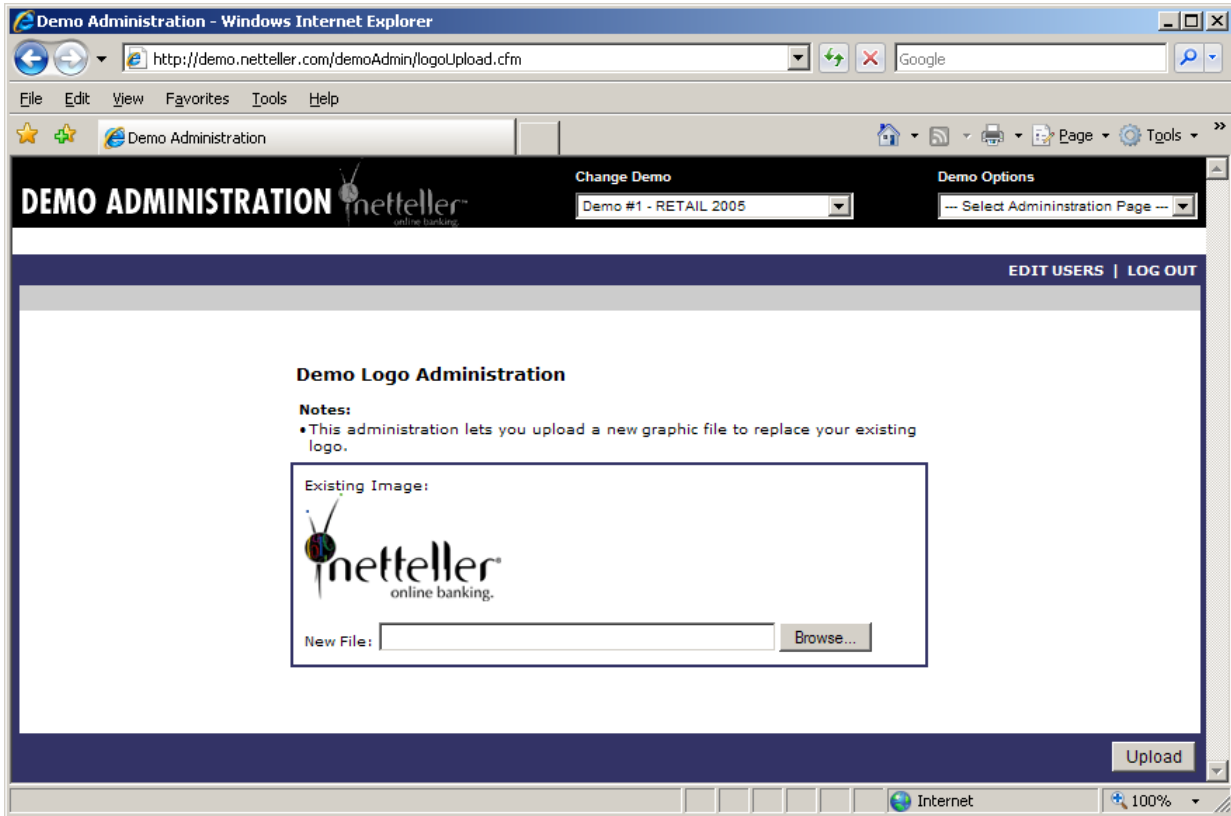 Demo Administration - Windows Internet Explorer
http://demo.netteller.com/demoAdmin/logoUpload.cfm
Google
File Edit View Favorites Tools Help
Demo Administration
Page Tools »
DEMO ADMINISTRATION netteller
online banking.
Change Demo
Demo #1 - RETAIL 2005
Demo Options
--- Select Admininstration Page ---
EDIT USERS | LOG OUT
Demo Logo Administration
Notes:
•This administration lets you upload a new graphic file to replace your existing
logo.
Existing Image:
netteller®
online banking.
New File:
Browse...
Upload
Internet
100%